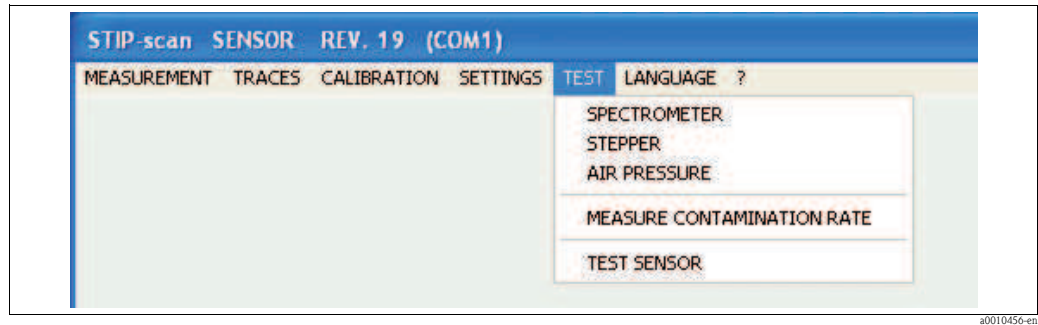 STIP-scan SENSOR REV. 19 (COM1)
MEASUREMENT TRACES CALIBRATION SETTINGS TEST LANGUAGE ?
SPECTROMETER
STEPPER
AIR PRESSURE
MEASURE CONTAMINATION RATE
TEST SENSOR
a0010456-en